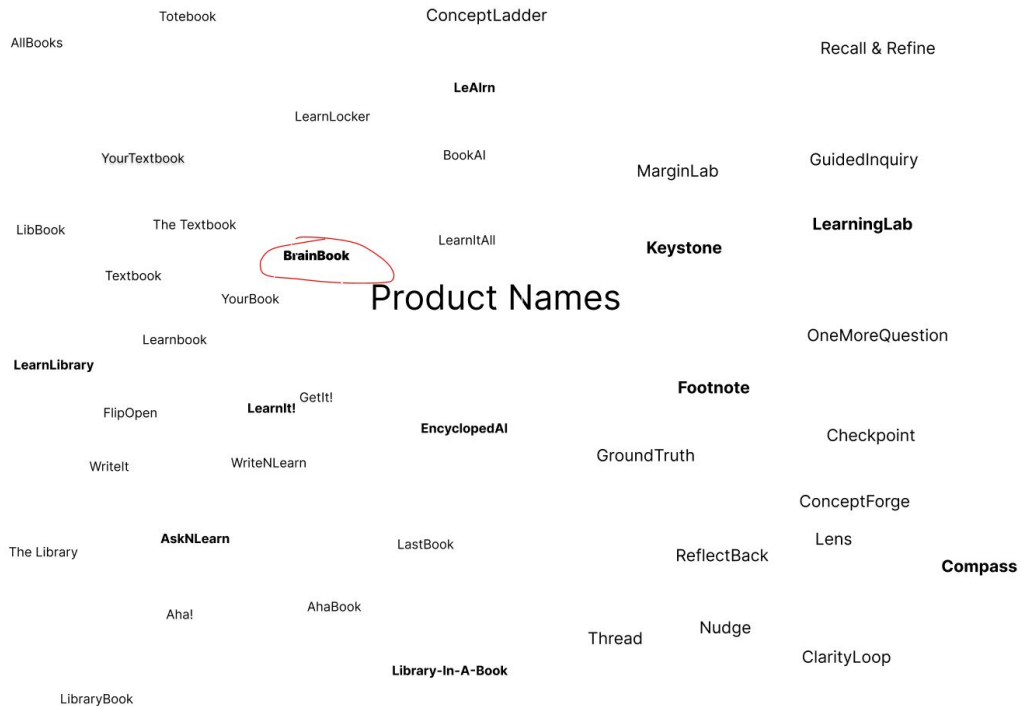 Totebook
ConceptLadder
AllBooks
Recall & Refine
LeAIrn
LearnLocker
YourTextbook
BookAI
MarginLab
GuidedInquiry
LibBook
The Textbook
LearnItAll
LearningLab
BrainBook
Keystone
Textbook
YourBook
Product Names
Learnbook
OneMoreQuestion
LearnLibrary
Footnote
GetIt!
LearnIt!
FlipOpen
EncyclopedAI
Checkpoint
WriteIt
WriteNLearn
GroundTruth
ConceptForge
AskNLearn
Lens
The Library
LastBook
ReflectBack
Compass
Aha!
AhaBook
Thread
Nudge
ClarityLoop
Library-In-A-Book
LibraryBook